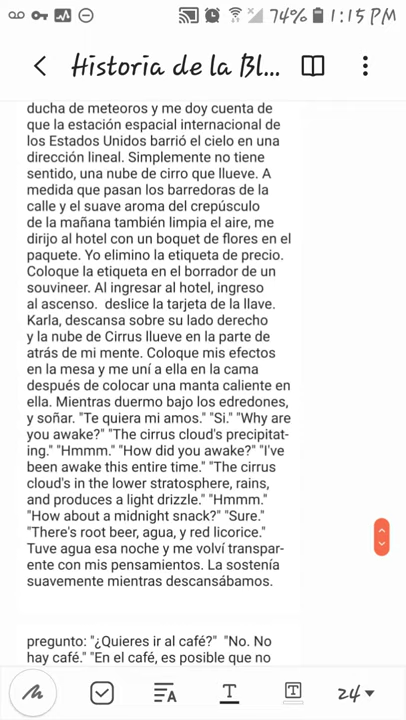 74% 1:15 PM
Historia de la Bl...
ducha de meteoros y me doy cuenta de
que la estación espacial internacional de
los Estados Unidos barrió el cielo en una
dirección lineal. Simplemente no tiene
sentido, una nube de cirro que llueve. A
medida que pasan los barredoras de la
calle y el suave aroma del crepúsculo
de la mañana también limpia el aire, me
dirijo al hotel con un boquet de flores en el
paquete. Yo elimino la etiqueta de precio.
Coloque la etiqueta en el borrador de un
souvineer. Al ingresar al hotel, ingreso
al ascenso. deslice la tarjeta de la llave.
Karla, descansa sobre su lado derecho
y la nube de Cirrus llueve en la parte de
atrás de mi mente. Coloque mis efectos
en la mesa y me uní a ella en la cama
después de colocar una manta caliente en
ella. Mientras duermo bajo los edredones,
y soñar. "Te quiera mi amos." "Si." "Why are
you awake?" "The cirrus cloud's precipitat-
ing." "Hmmm." "How did you awake?" "I've
been awake this entire time." "The cirrus
cloud's in the lower stratosphere, rains,
and produces a light drizzle." "Hmmm."
"How about a midnight snack?" "Sure."
"There's root beer, agua, y red licorice."
Tuve agua esa noche y me volví transpar-
ente con mis pensamientos. La sostenía
suavemente mientras descansábamos.
pregunto: "¿Quieres ir al café?" "No. No
hay café." "En el café, es posible que no
A T T 24